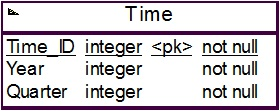 Time
Time_ID integer <pk> not null
Year integer not null
Quarter integer not null